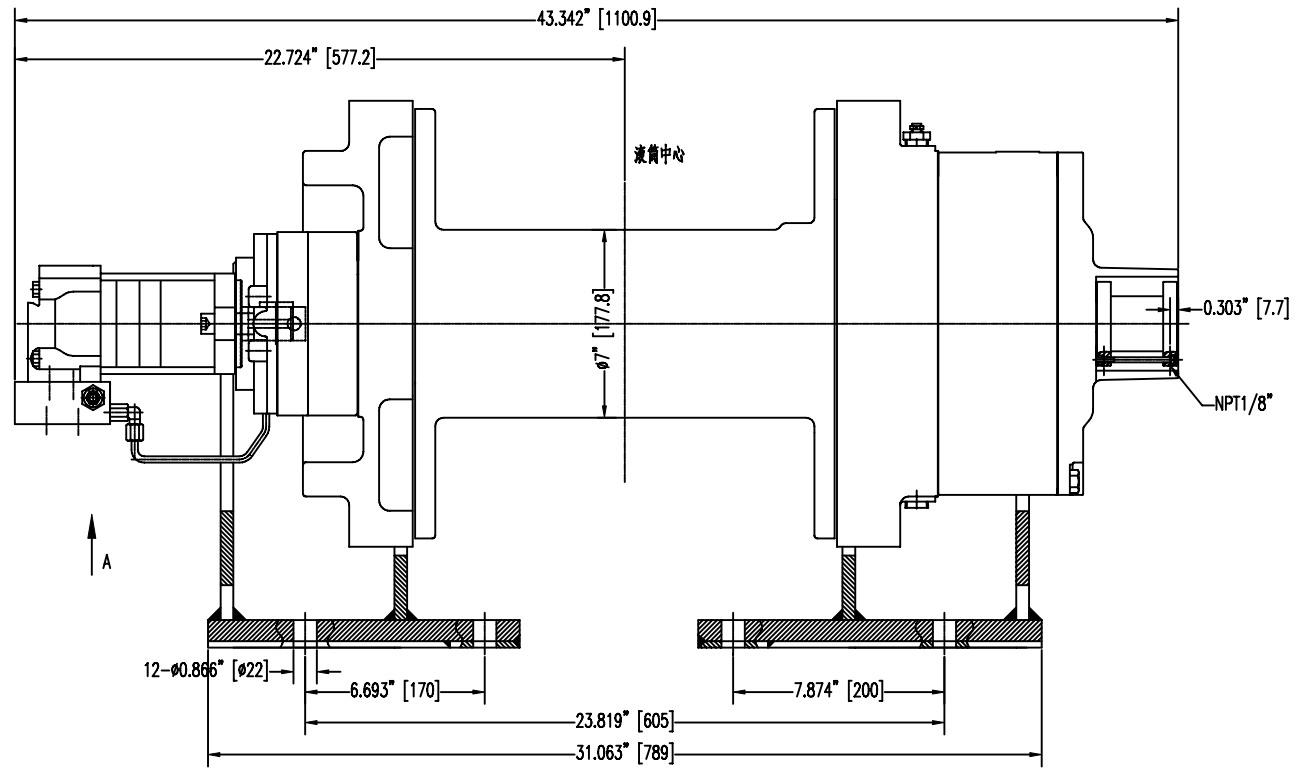 43.342" [1100.9]
22.724" [577.2]
液筒中心
0.303" [7.7]
ø7" [177.8]
NPT1/8"
A
12-ø0.866" [ø22]
6.693" [170]
7.874" [200]
23.819" [605]
31.063" [789]